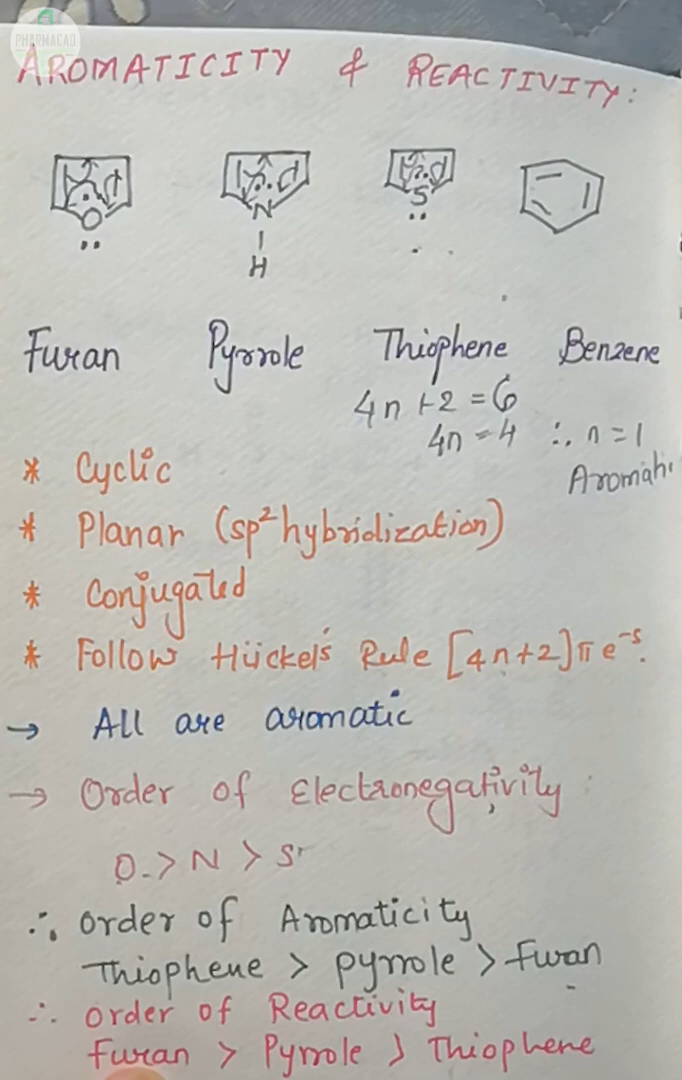 PHARMACAD
AROMATICITY & REACTIVITY:
O N S
H
Furan Pyrrole Thiophene Benzene
4n +2 = 6
4n = 4 ∴ n = 1
Aromati
* Cyclic
* Planar (sp² hybridization)
* Conjugated
* Follow Hückel's Rule [4n+2]π e⁻s.
→ All are aromatic
→ Order of Electronegativity :
O > N > S
∴ Order of Aromaticity
Thiophene > pyrrole > Furan
∴ Order of Reactivity
Furan > Pyrrole > Thiophene